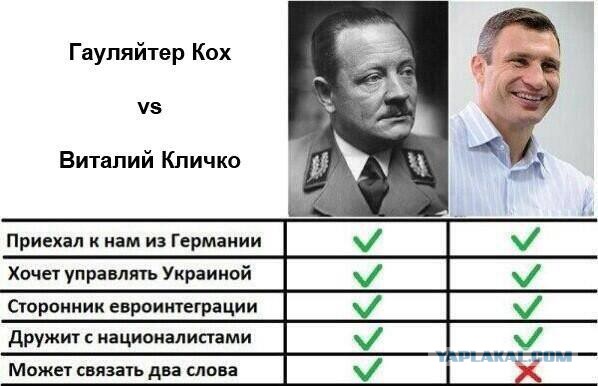 Гауляйтер Кох
vs
Виталий Кличко
Приехал к нам из Германии
Хочет управлять Украиной
Сторонник евроинтеграции
Дружит с националистами
Может связать два слова
YAPLAKAL.COM